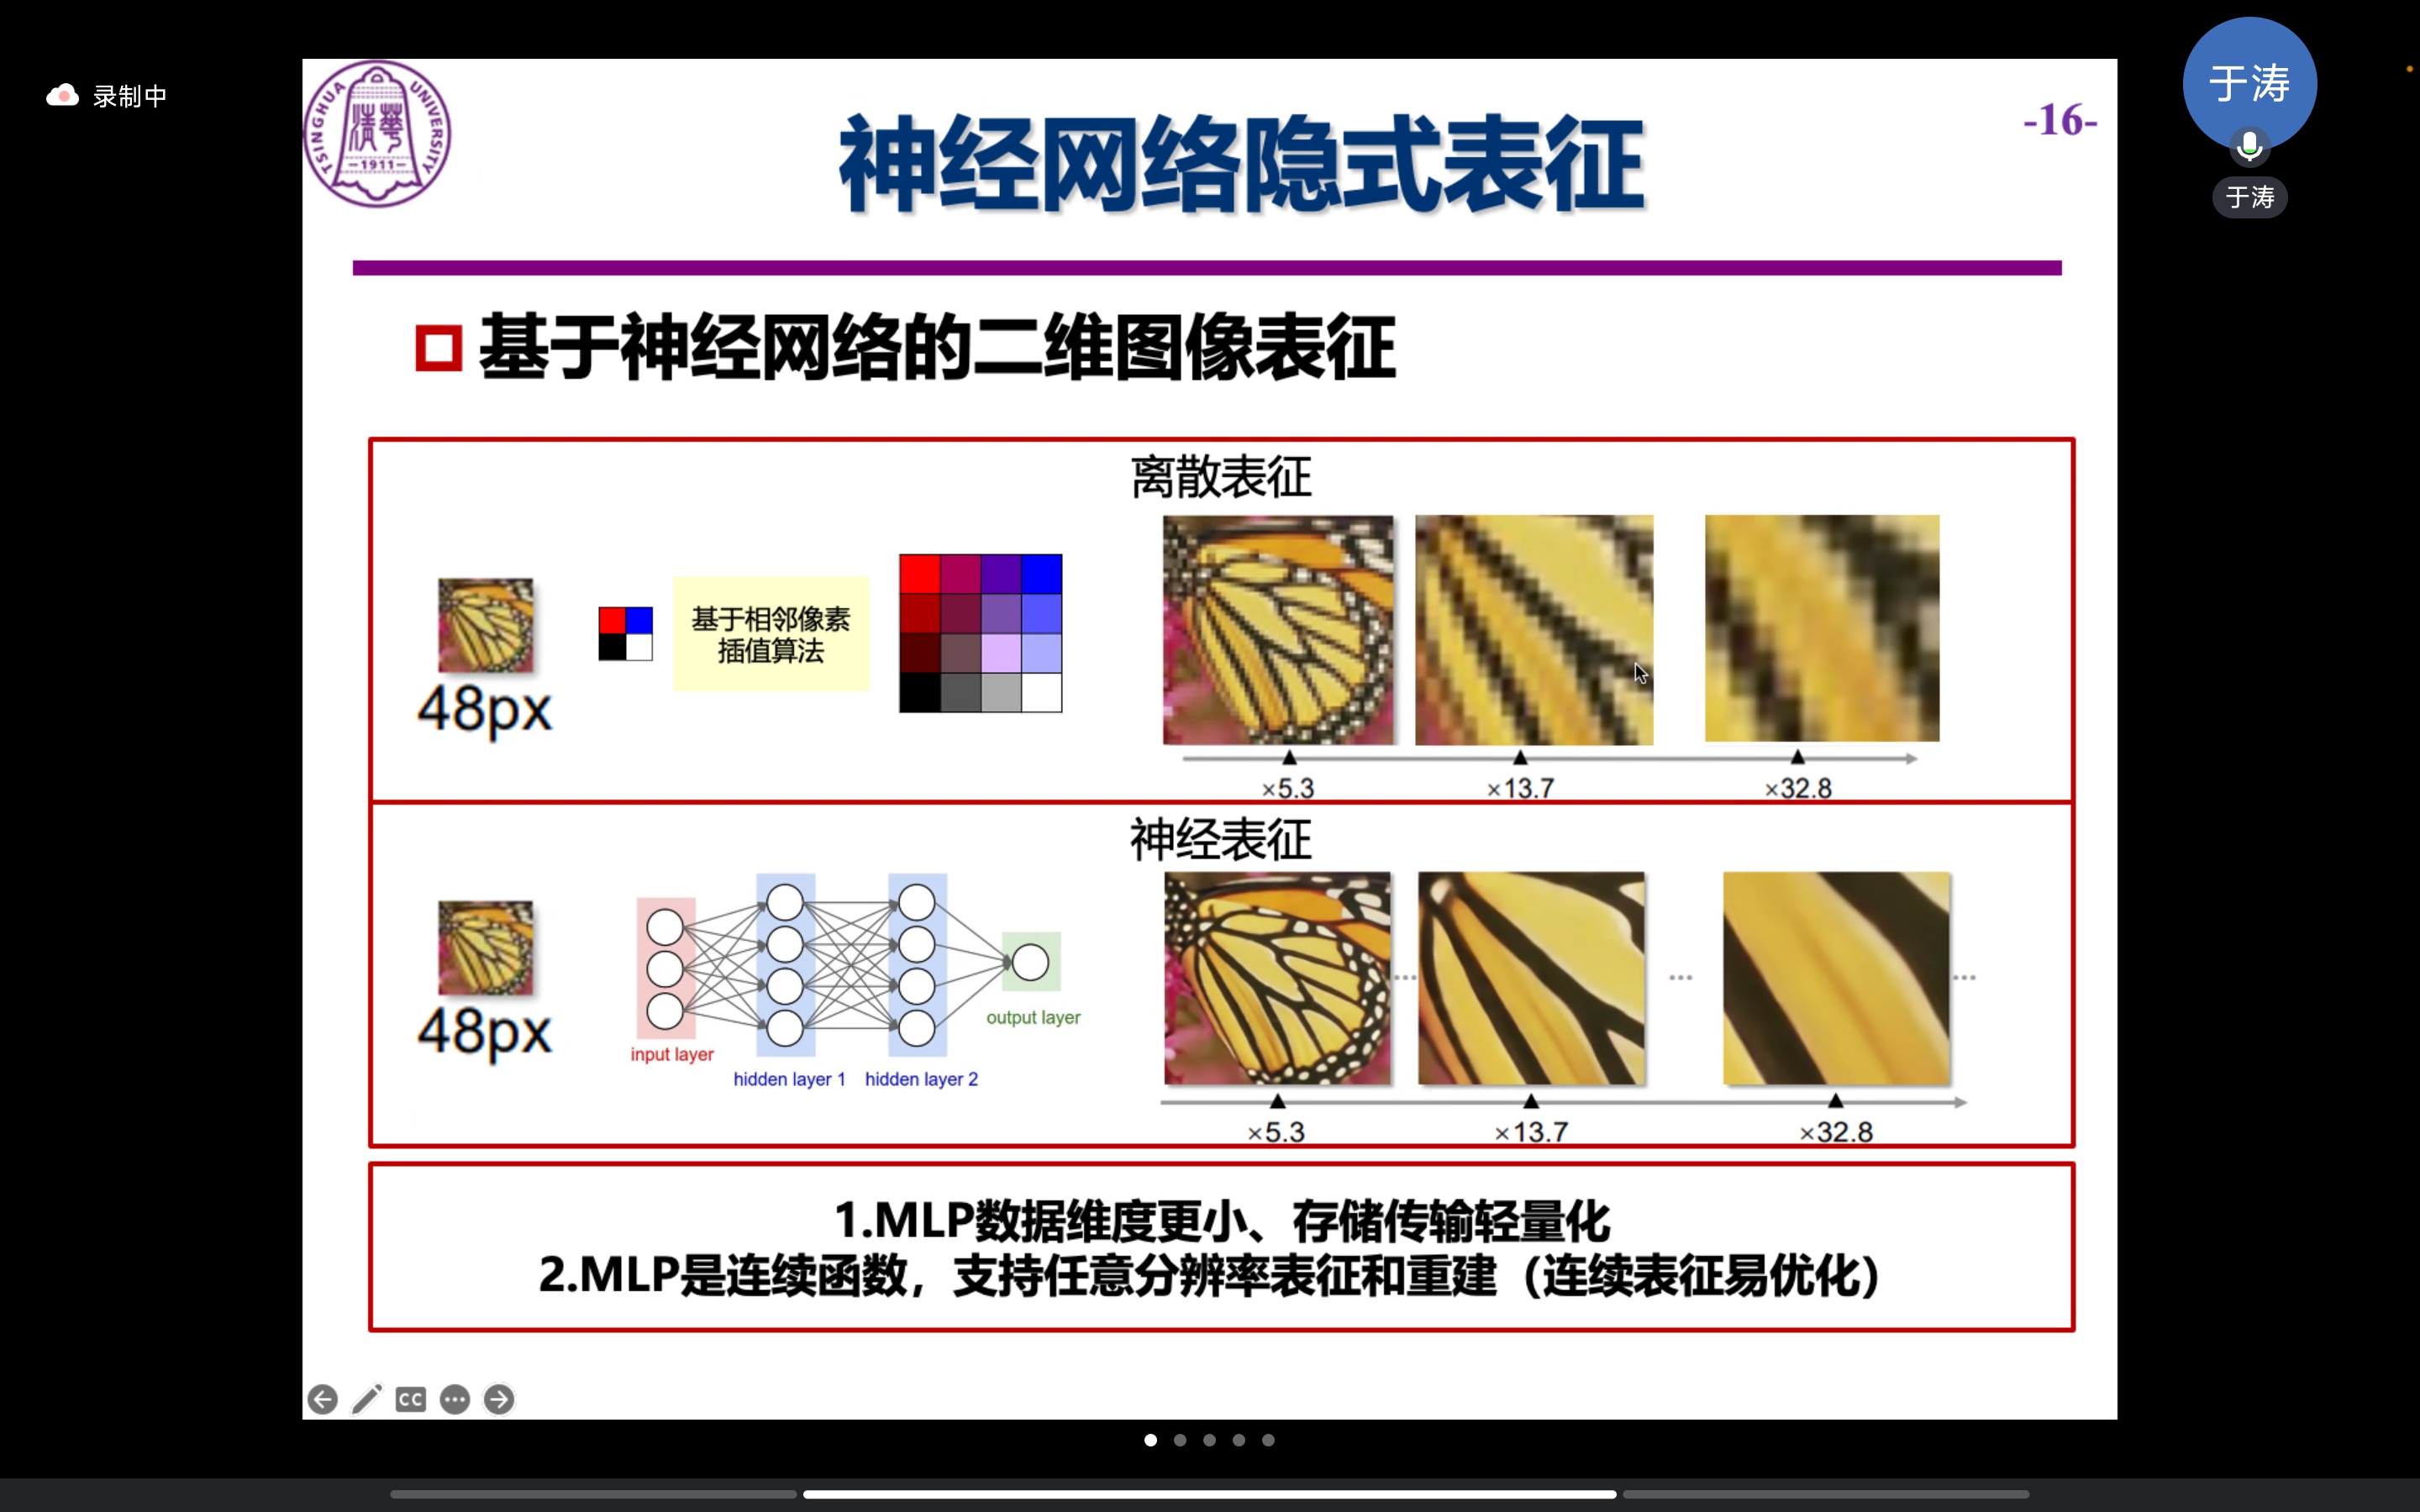 录制中
于涛
于涛
TSINGHUA UNIVERSITY
清華
-1911-
神经网络隐式表征
-16-
基于神经网络的二维图像表征
离散表征
48px
基于相邻像素
插值算法
×5.3
×13.7
×32.8
神经表征
48px
input layer
hidden layer 1
hidden layer 2
output layer
...
...
...
×5.3
×13.7
×32.8
1.MLP数据维度更小、存储传输轻量化
2.MLP是连续函数，支持任意分辨率表征和重建（连续表征易优化）
CC